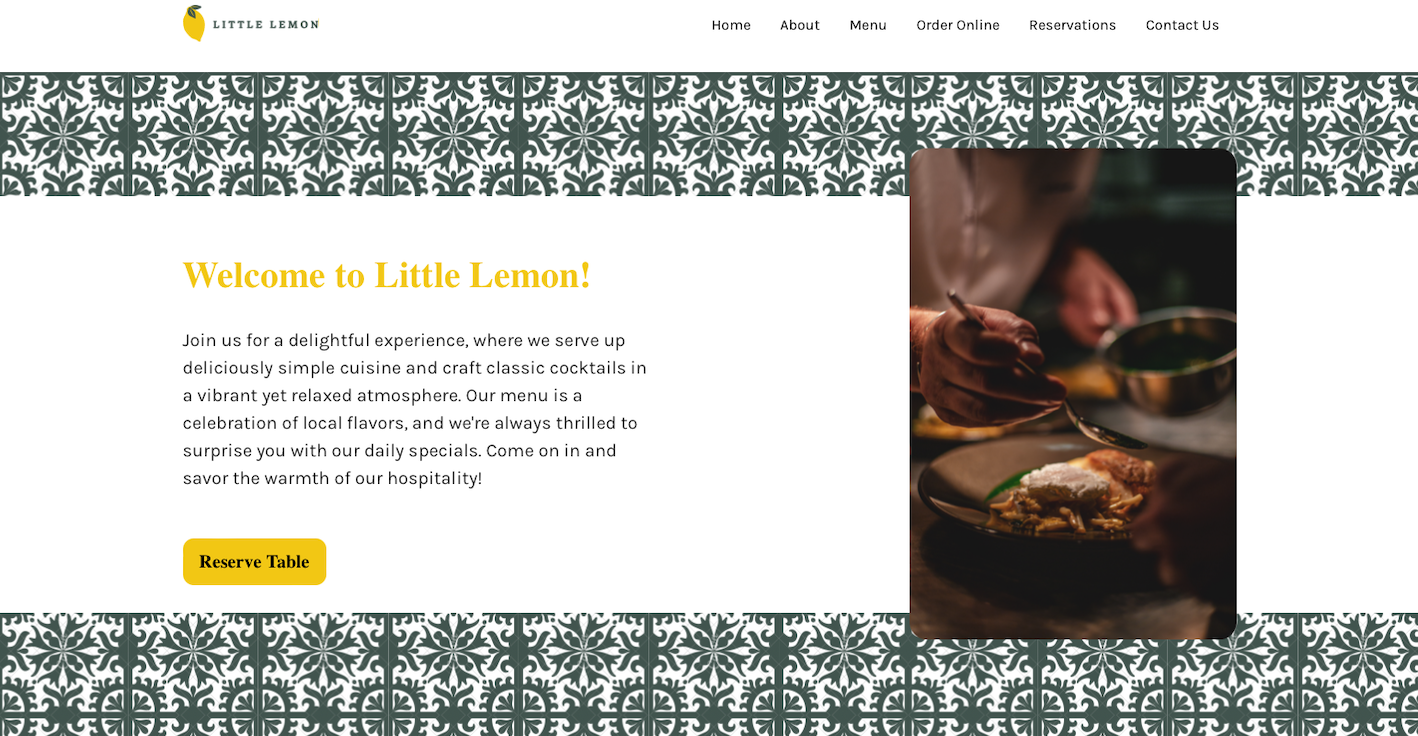 LITTLE LEMON
Home About Menu Order Online Reservations Contact Us
Welcome to Little Lemon!
Join us for a delightful experience, where we serve up
deliciously simple cuisine and craft classic cocktails in
a vibrant yet relaxed atmosphere. Our menu is a
celebration of local flavors, and we're always thrilled to
surprise you with our daily specials. Come on in and
savor the warmth of our hospitality!
Reserve Table